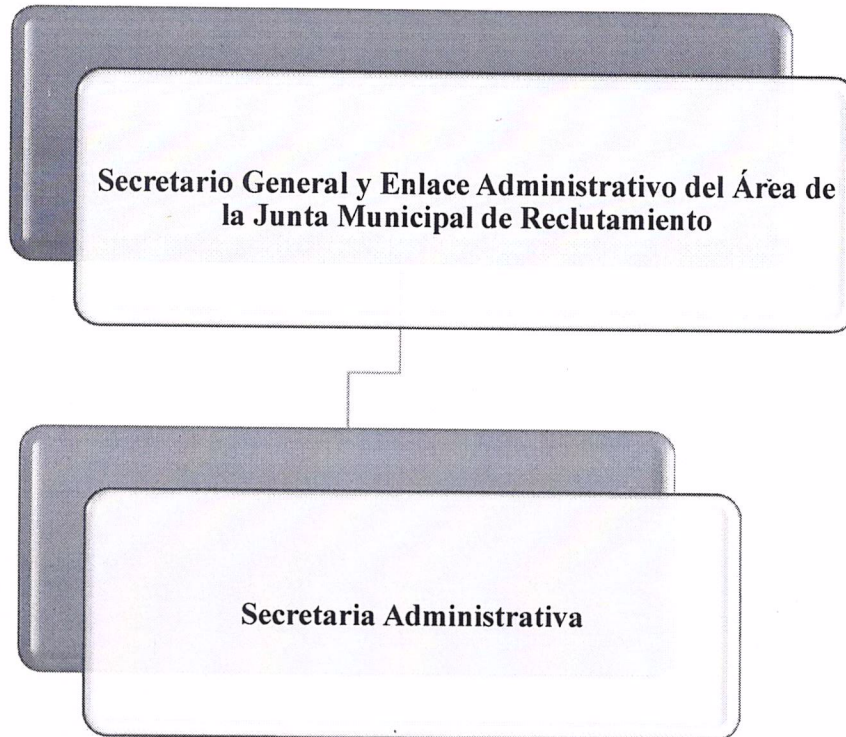 Secretario General y Enlace Administrativo del Área de
la Junta Municipal de Reclutamiento
Secretaria Administrativa